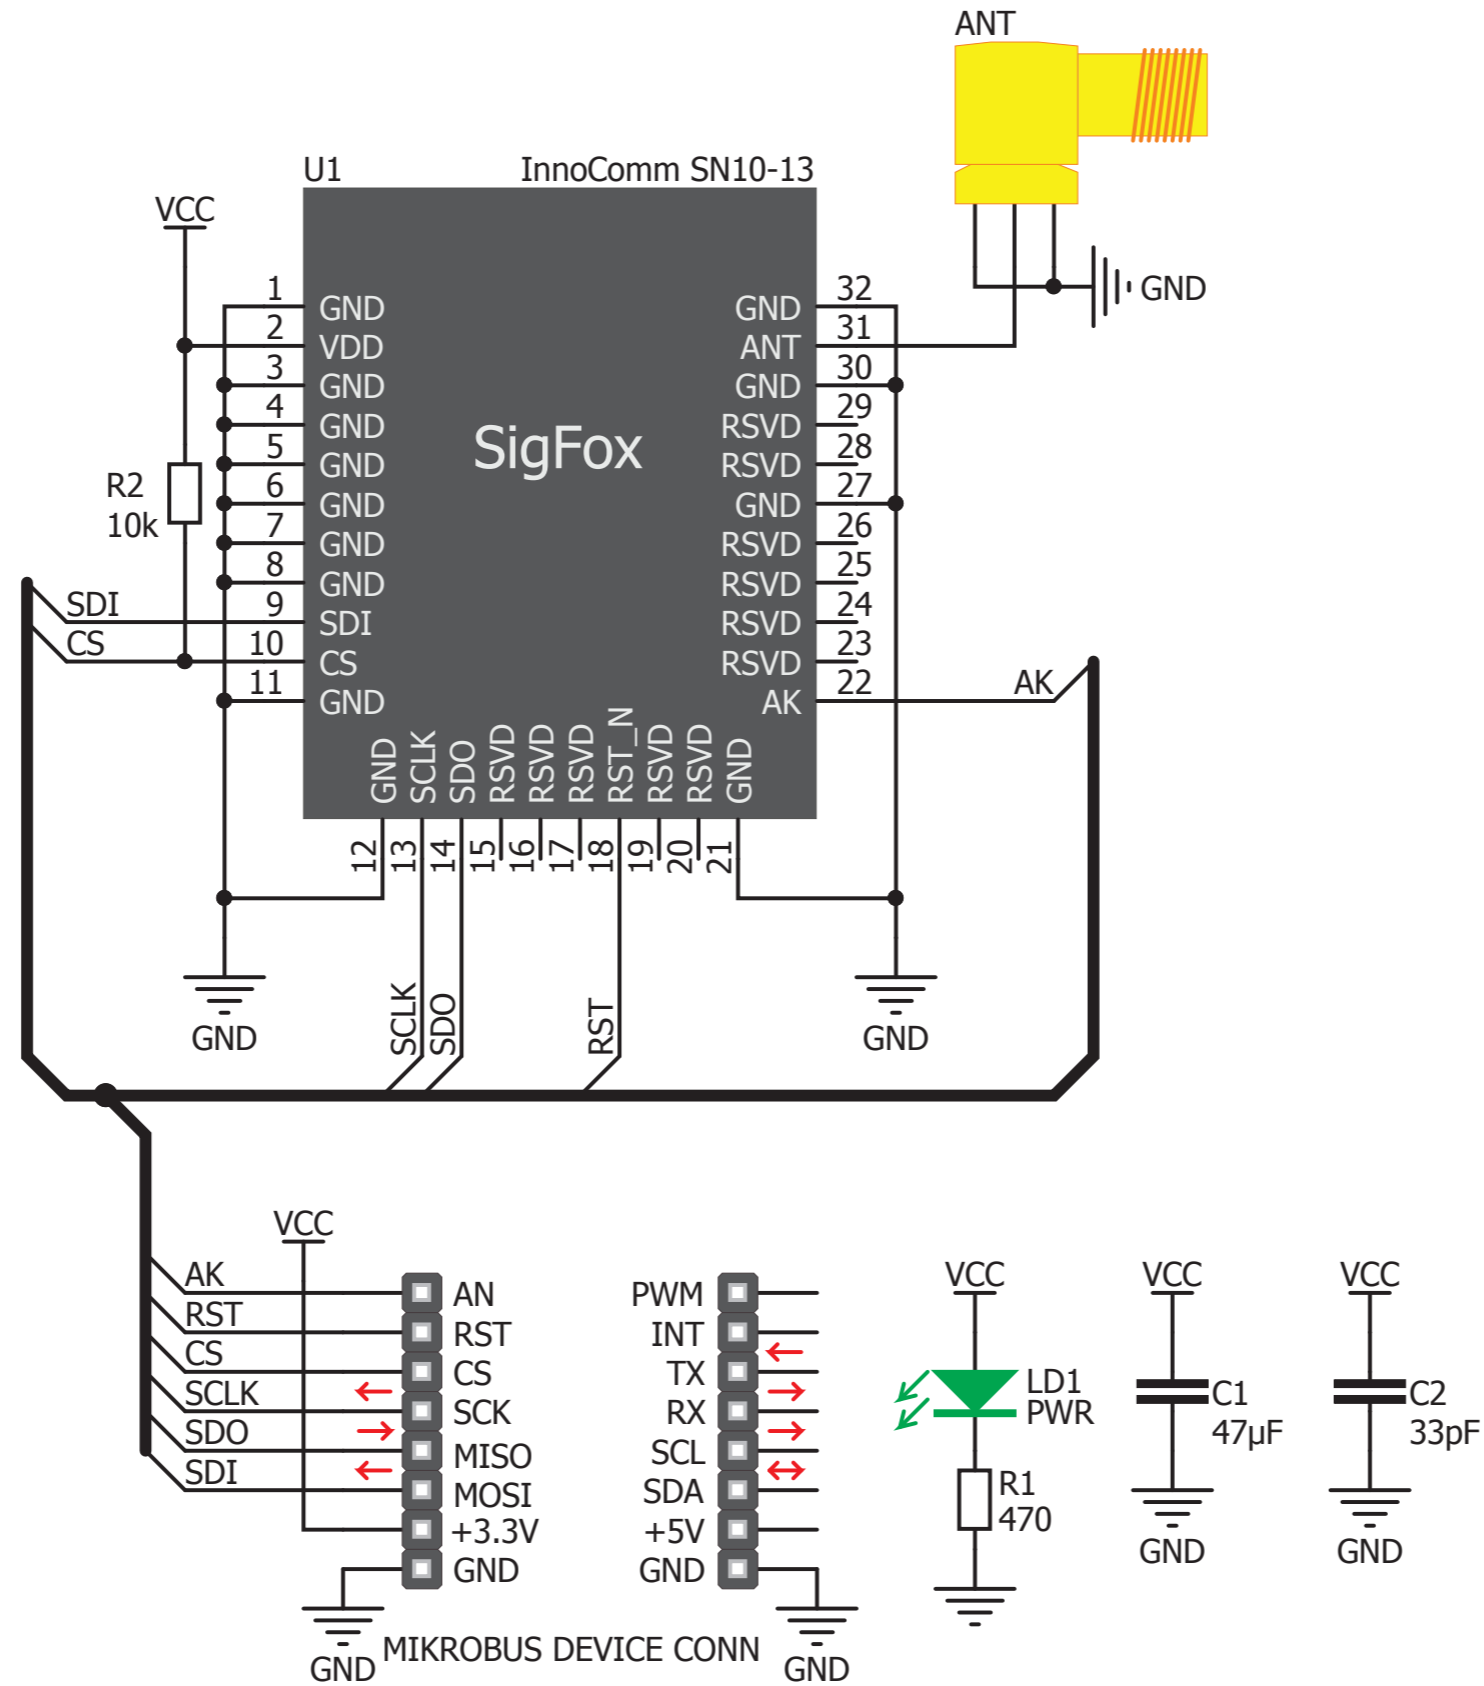 ANT
U1 InnoComm SN10-13
VCC
GND
1 GND
2 VDD
3 GND
4 GND
5 GND
6 GND
7 GND
8 GND
9 SDI
10 CS
11 GND
SigFox
32 GND
31 ANT
30 GND
29 RSVD
28 RSVD
27 GND
26 RSVD
25 RSVD
24 RSVD
23 RSVD
22 AK
R2
10k
SDI
CS
AK
GND
SCLK
SDO
RSVD
RSVD
RSVD
RST_N
RSVD
RSVD
GND
12
13
14
15
16
17
18
19
20
21
SCLK
SDO
RST
GND
GND
VCC
AK
RST
CS
SCLK
SDO
SDI
AN
RST
CS
SCK
MISO
MOSI
+3.3V
GND
PWM
INT
TX
RX
SCL
SDA
+5V
GND
GND
MIKROBUS DEVICE CONN
GND
VCC
LD1
PWR
R1
470
VCC
C1
47µF
GND
VCC
C2
33pF
GND